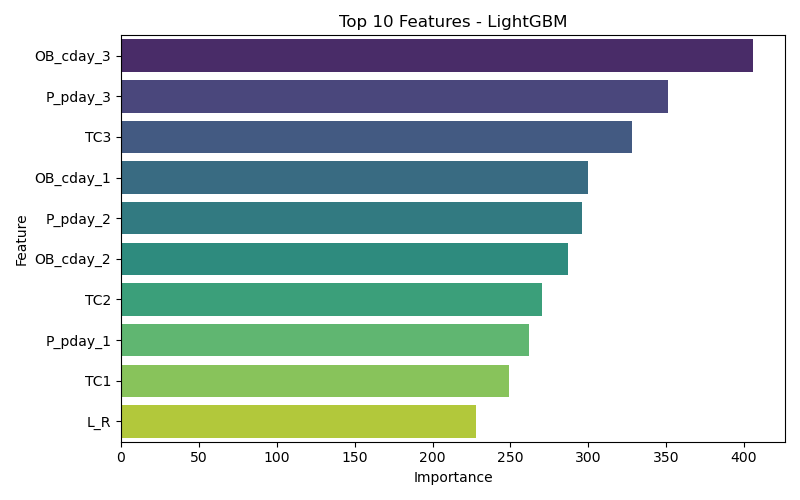 Top 10 Features - LightGBM
OB_cday_3
P_pday_3
TC3
OB_cday_1
P_pday_2
OB_cday_2
TC2
P_pday_1
TC1
L_R
Feature
0 50 100 150 200 250 300 350 400
Importance